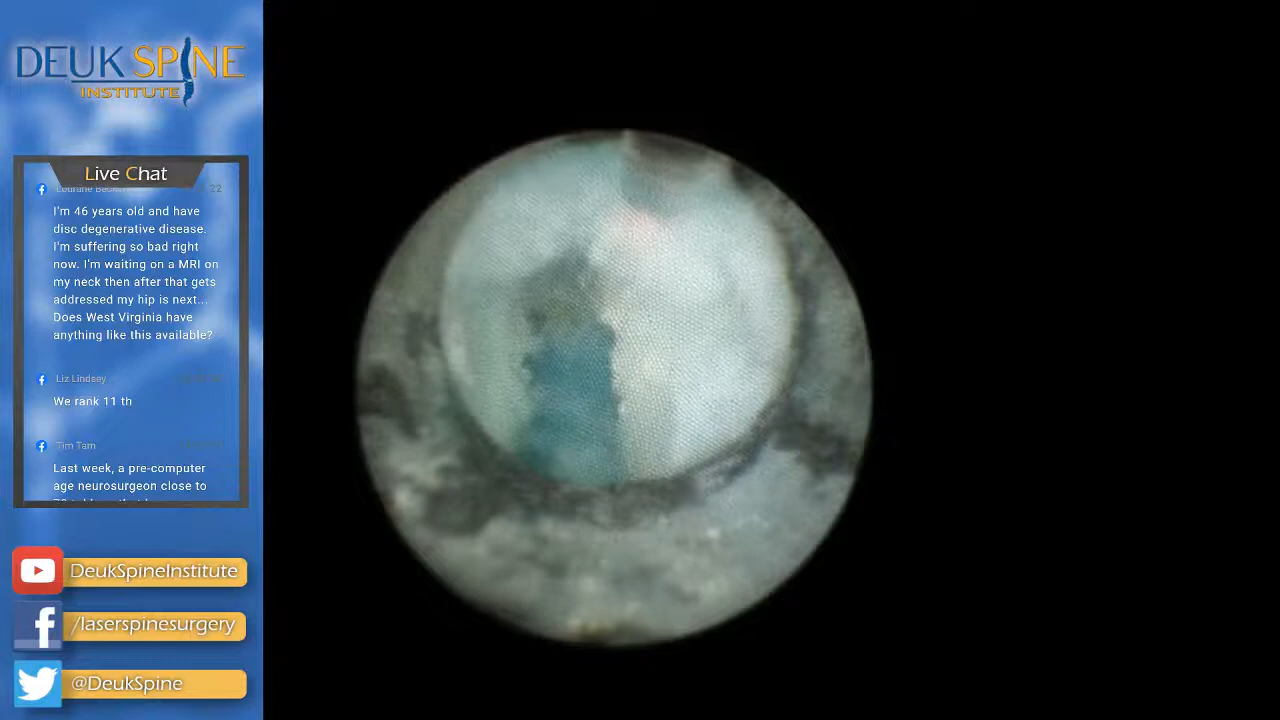 DEUK SPINE
INSTITUTE
Live Chat
22
I'm 46 years old and have
disc degenerative disease.
I'm suffering so bad right
now. I'm waiting on a MRI on
my neck then after that gets
addressed my hip is next...
Does West Virginia have
anything like this available?
Liz Lindsey
We rank 11 th
Tim Tam
Last week, a pre-computer
age neurosurgeon close to
DeukSpineInstitute
/laserspinesurgery
@DeukSpine